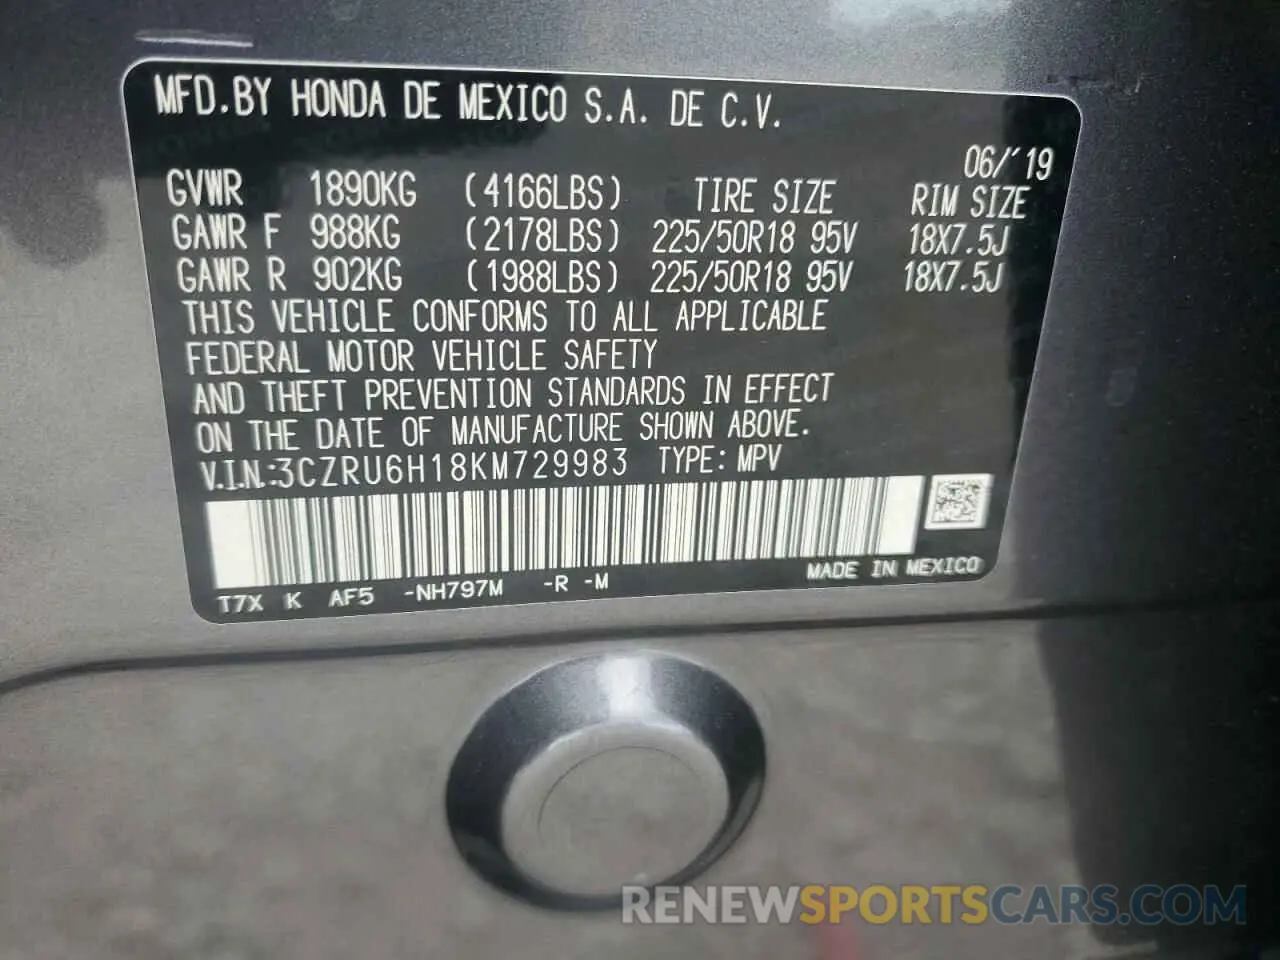 MFD.BY HONDA DE MEXICO S.A. DE C.V.
06/'19
GVWR 1890KG (4166LBS) TIRE SIZE RIM SIZE
GAWR F 988KG (2178LBS) 225/50R18 95V 18X7.5J
GAWR R 902KG (1988LBS) 225/50R18 95V 18X7.5J
THIS VEHICLE CONFORMS TO ALL APPLICABLE
FEDERAL MOTOR VEHICLE SAFETY
AND THEFT PREVENTION STANDARDS IN EFFECT
ON THE DATE OF MANUFACTURE SHOWN ABOVE.
V.I.N.:3CZRU6H18KM729983 TYPE: MPV
MADE IN MEXICO
T7X K AF5 -NH797M -R -M
RENEWSPORTSCARS.COM